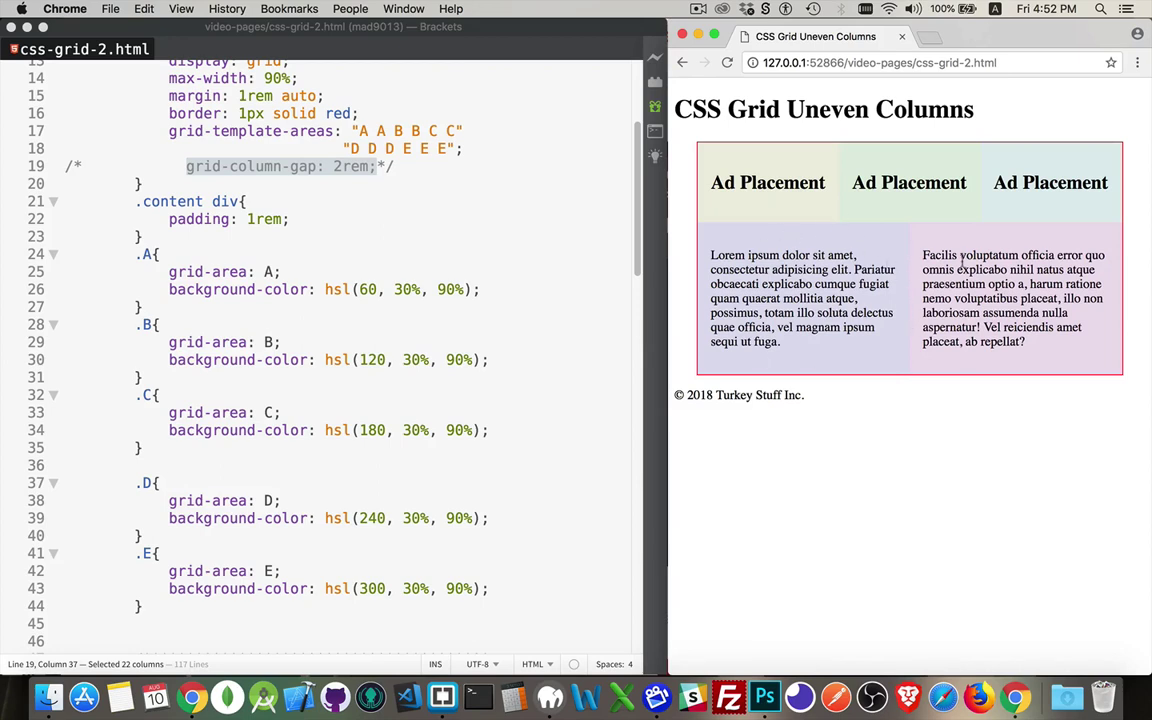 Chrome File Edit View History Bookmarks People Window Help
100% A Fri 4:52 PM
video-pages/css-grid-2.html (mad9013) — Brackets
css-grid-2.html
13 display: grid;
14 max-width: 90%;
15 margin: 1rem auto;
16 border: 1px solid red;
17 grid-template-areas: "A A B B C C"
18 "D D D E E E";
19 /* grid-column-gap: 2rem;*/
20 }
21 .content div{
22 padding: 1rem;
23 }
24 .A{
25 grid-area: A;
26 background-color: hsl(60, 30%, 90%);
27 }
28 .B{
29 grid-area: B;
30 background-color: hsl(120, 30%, 90%);
31 }
32 .C{
33 grid-area: C;
34 background-color: hsl(180, 30%, 90%);
35 }
36
37 .D{
38 grid-area: D;
39 background-color: hsl(240, 30%, 90%);
40 }
41 .E{
42 grid-area: E;
43 background-color: hsl(300, 30%, 90%);
44 }
45
46
Line 19, Column 37 — Selected 22 columns — 117 Lines
INS UTF-8 HTML Spaces: 4
CSS Grid Uneven Columns
127.0.0.1:52866/video-pages/css-grid-2.html
CSS Grid Uneven Columns
Ad Placement Ad Placement Ad Placement
Lorem ipsum dolor sit amet,
consectetur adipisicing elit. Pariatur
obcaecati explicabo cumque fugiat
quam quaerat mollitia atque,
possimus, totam illo soluta delectus
quae officia, vel magnam ipsum
sequi ut fuga.
Facilis voluptatum officia error quo
omnis explicabo nihil natus atque
praesentium optio a, harum ratione
nemo voluptatibus placeat, illo non
laboriosam assumenda nulla
aspernatur! Vel reiciendis amet
placeat, ab repellat?
© 2018 Turkey Stuff Inc.
AUG
10